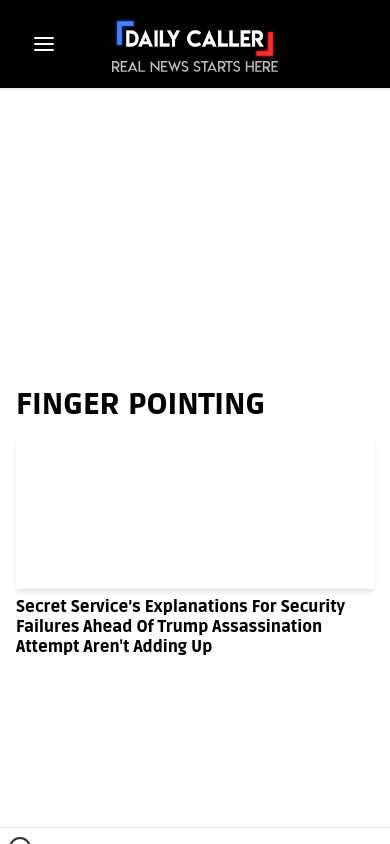 DAILY CALLER
REAL NEWS STARTS HERE
FINGER POINTING
Secret Service's Explanations For Security
Failures Ahead Of Trump Assassination
Attempt Aren't Adding Up